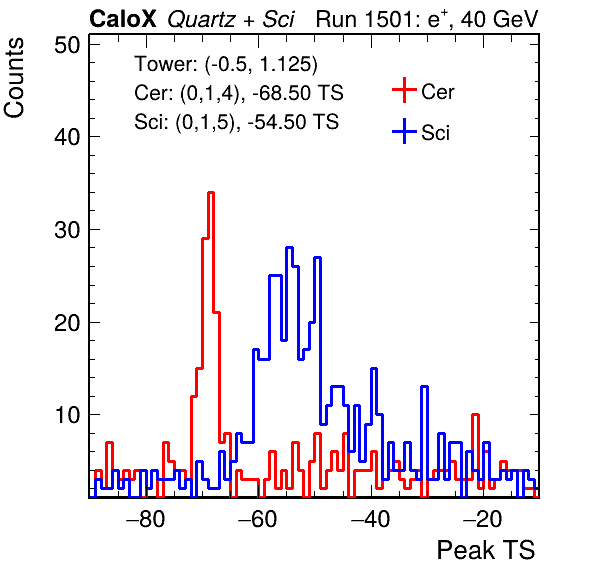 CaloX Quartz + Sci Run 1501: e+, 40 GeV
Counts
50
Tower: (-0.5, 1.125)
Cer: (0,1,4), -68.50 TS
Sci: (0,1,5), -54.50 TS
Cer
Sci
40
30
20
10
−80 −60 −40 −20
Peak TS